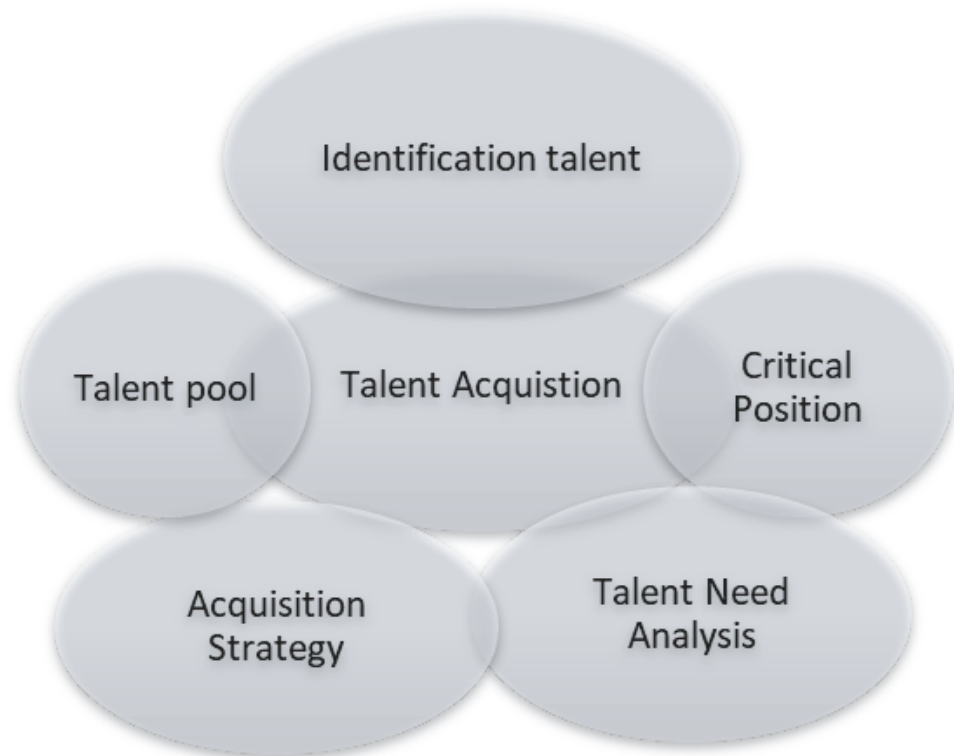 Identification talent
Talent pool
Talent Acquistion
Critical
Position
Acquisition
Strategy
Talent Need
Analysis